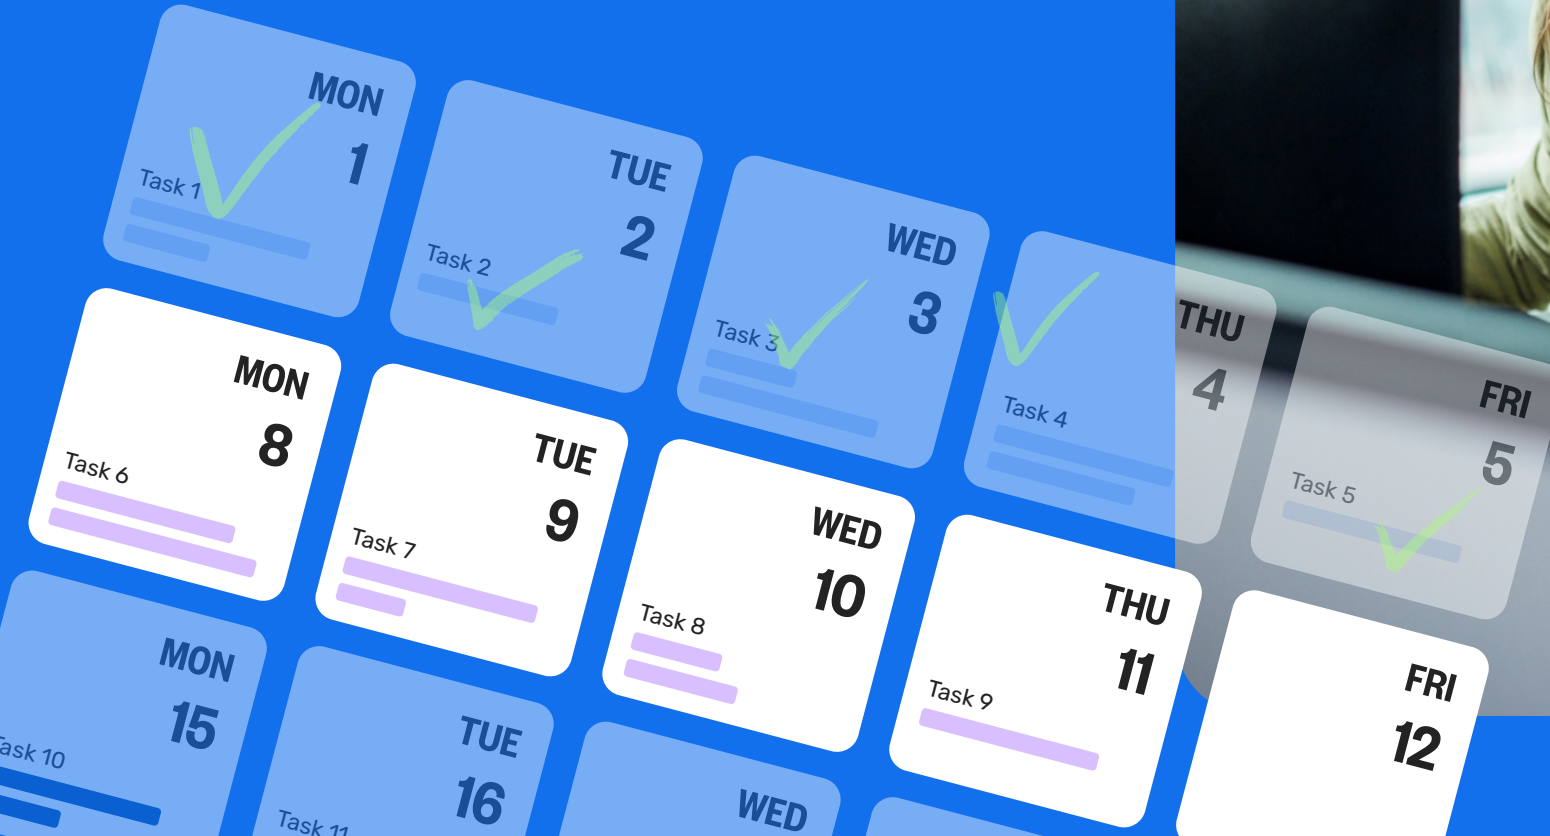 MON
1
Task 1
TUE
2
Task 2
WED
3
Task 3
THU
4
Task 4
FRI
5
Task 5
MON
8
Task 6
TUE
9
Task 7
WED
10
Task 8
THU
11
Task 9
FRI
12
MON
15
ask 10
TUE
16
Task 11
WED